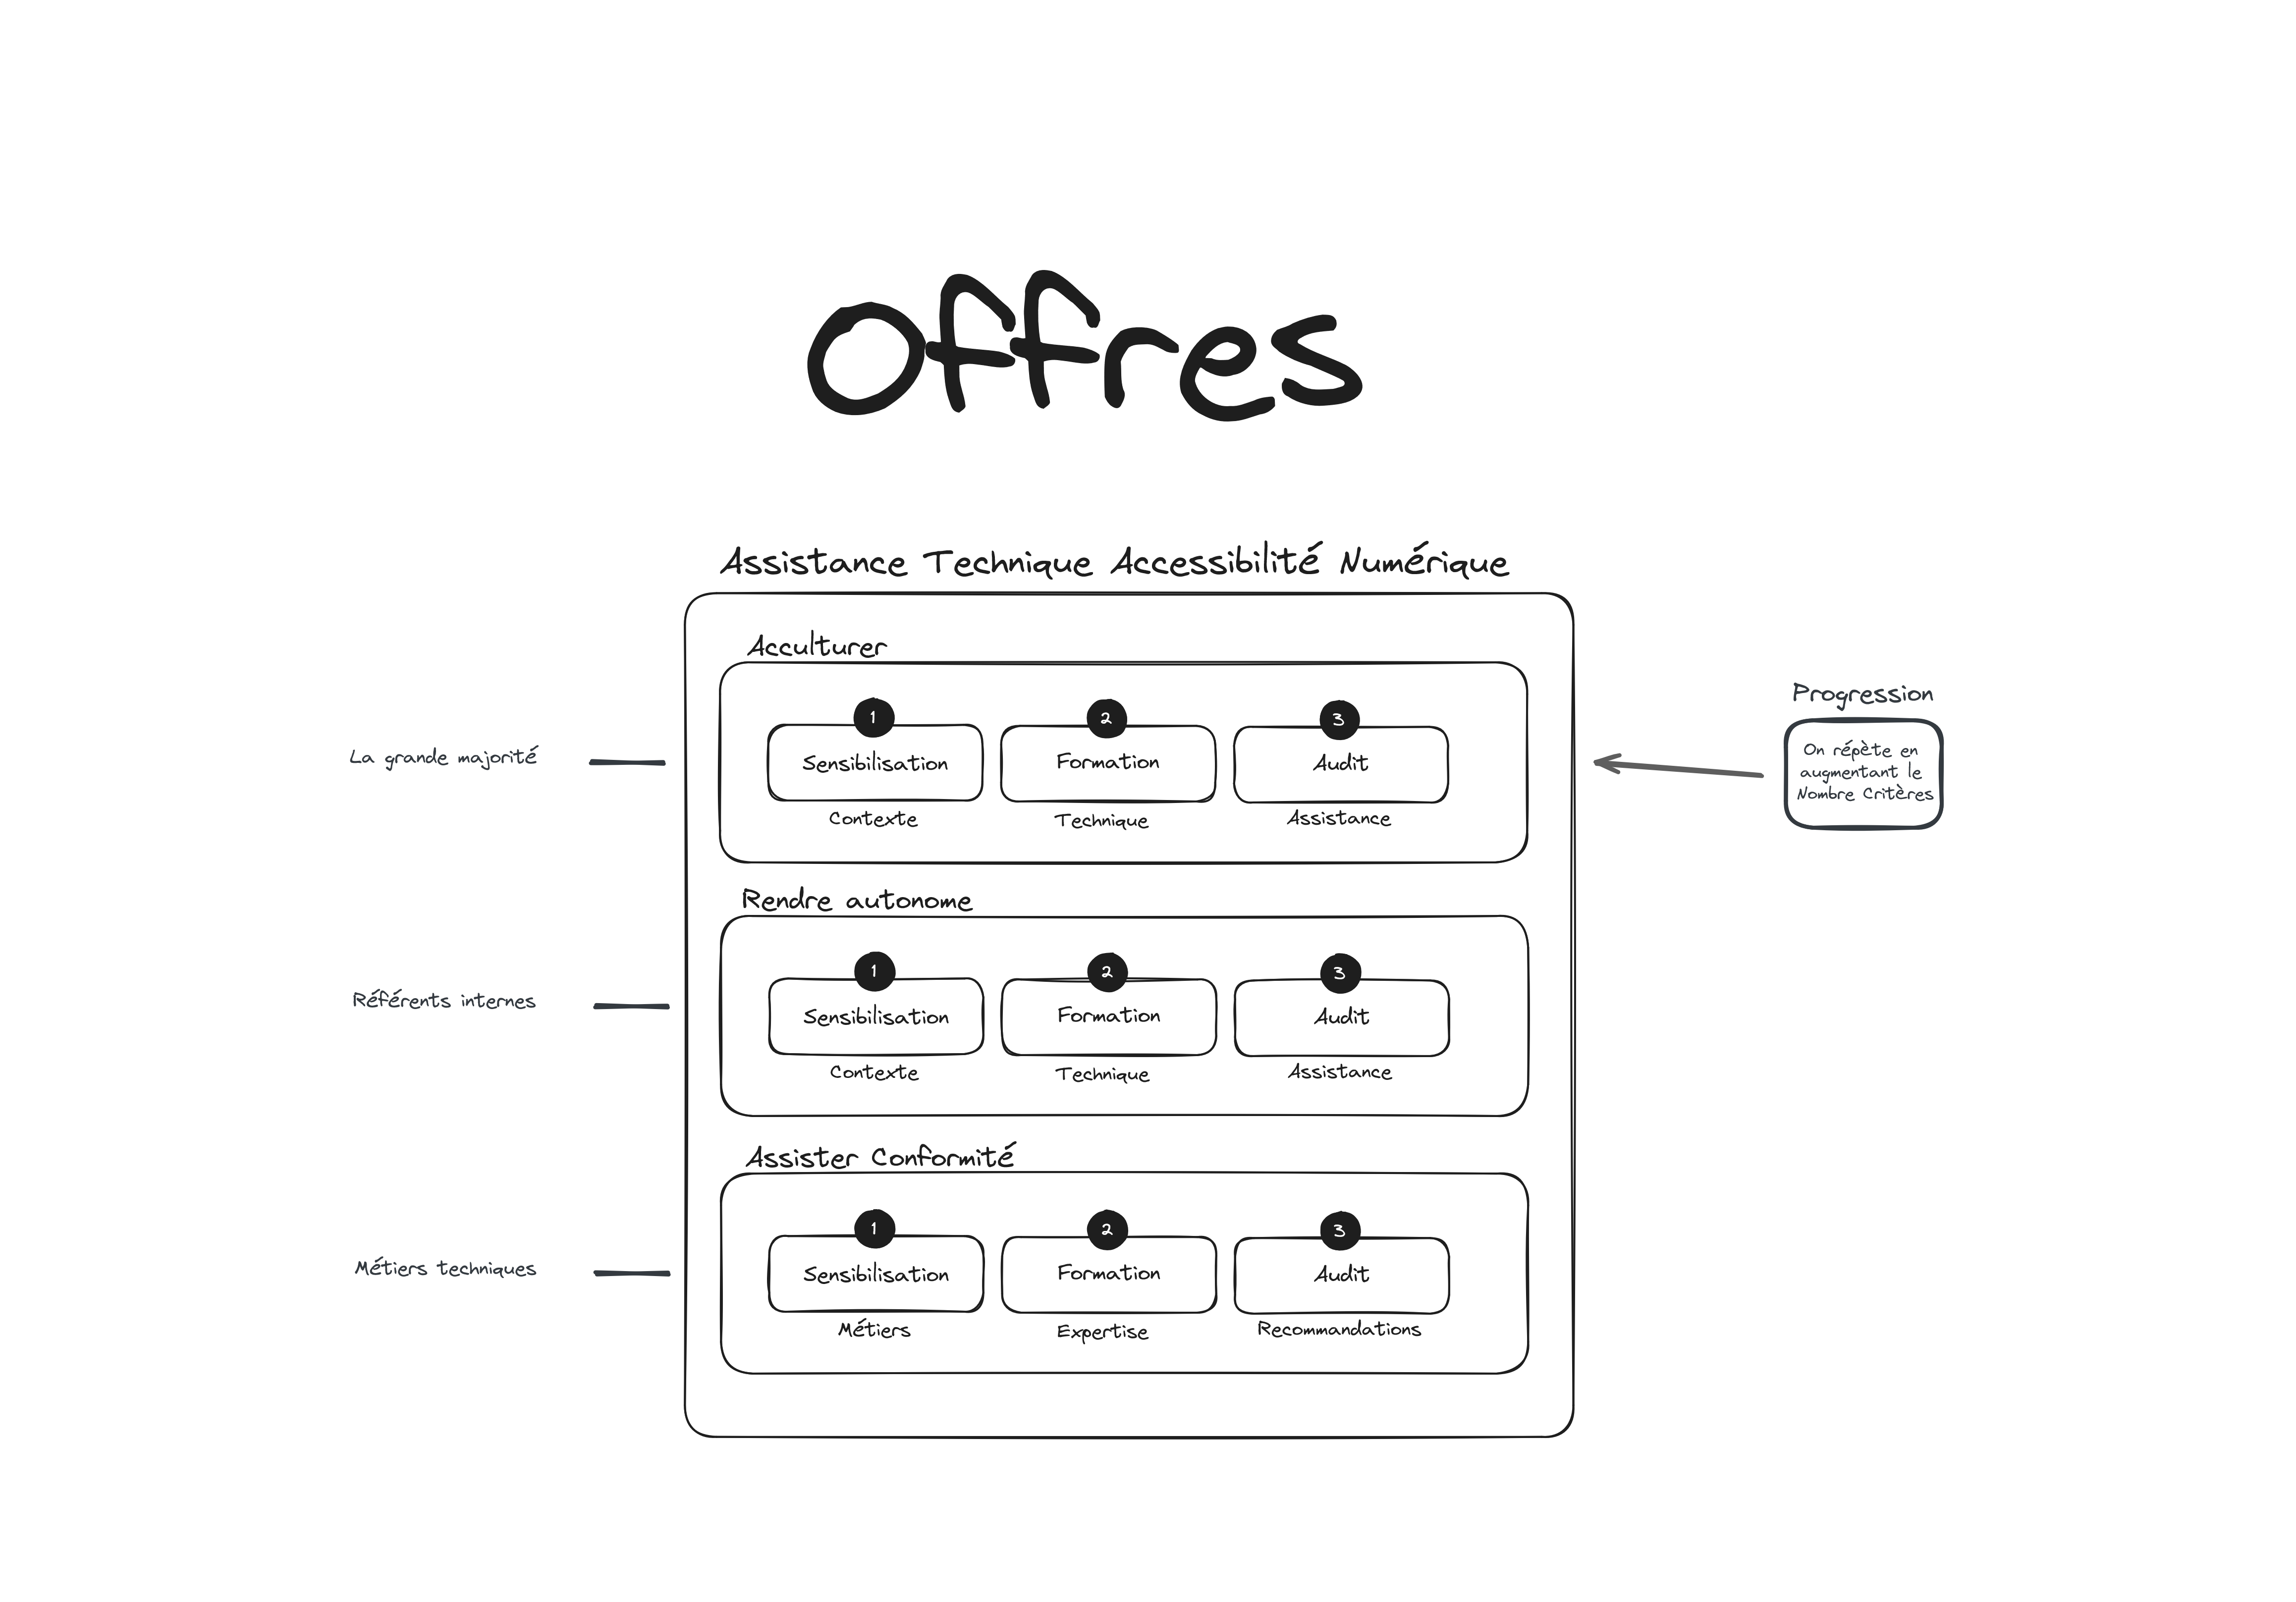 Offres
Assistance Technique Accessibilité Numérique
Acculturer
La grande majorité
1
Sensibilisation
Contexte
2
Formation
Technique
3
Audit
Assistance
Progression
On répète en
augmentant le
Nombre Critères
Rendre autonome
Référents internes
1
Sensibilisation
Contexte
2
Formation
Technique
3
Audit
Assistance
Assister Conformité
Métiers techniques
1
Sensibilisation
Métiers
2
Formation
Expertise
3
Audit
Recommandations